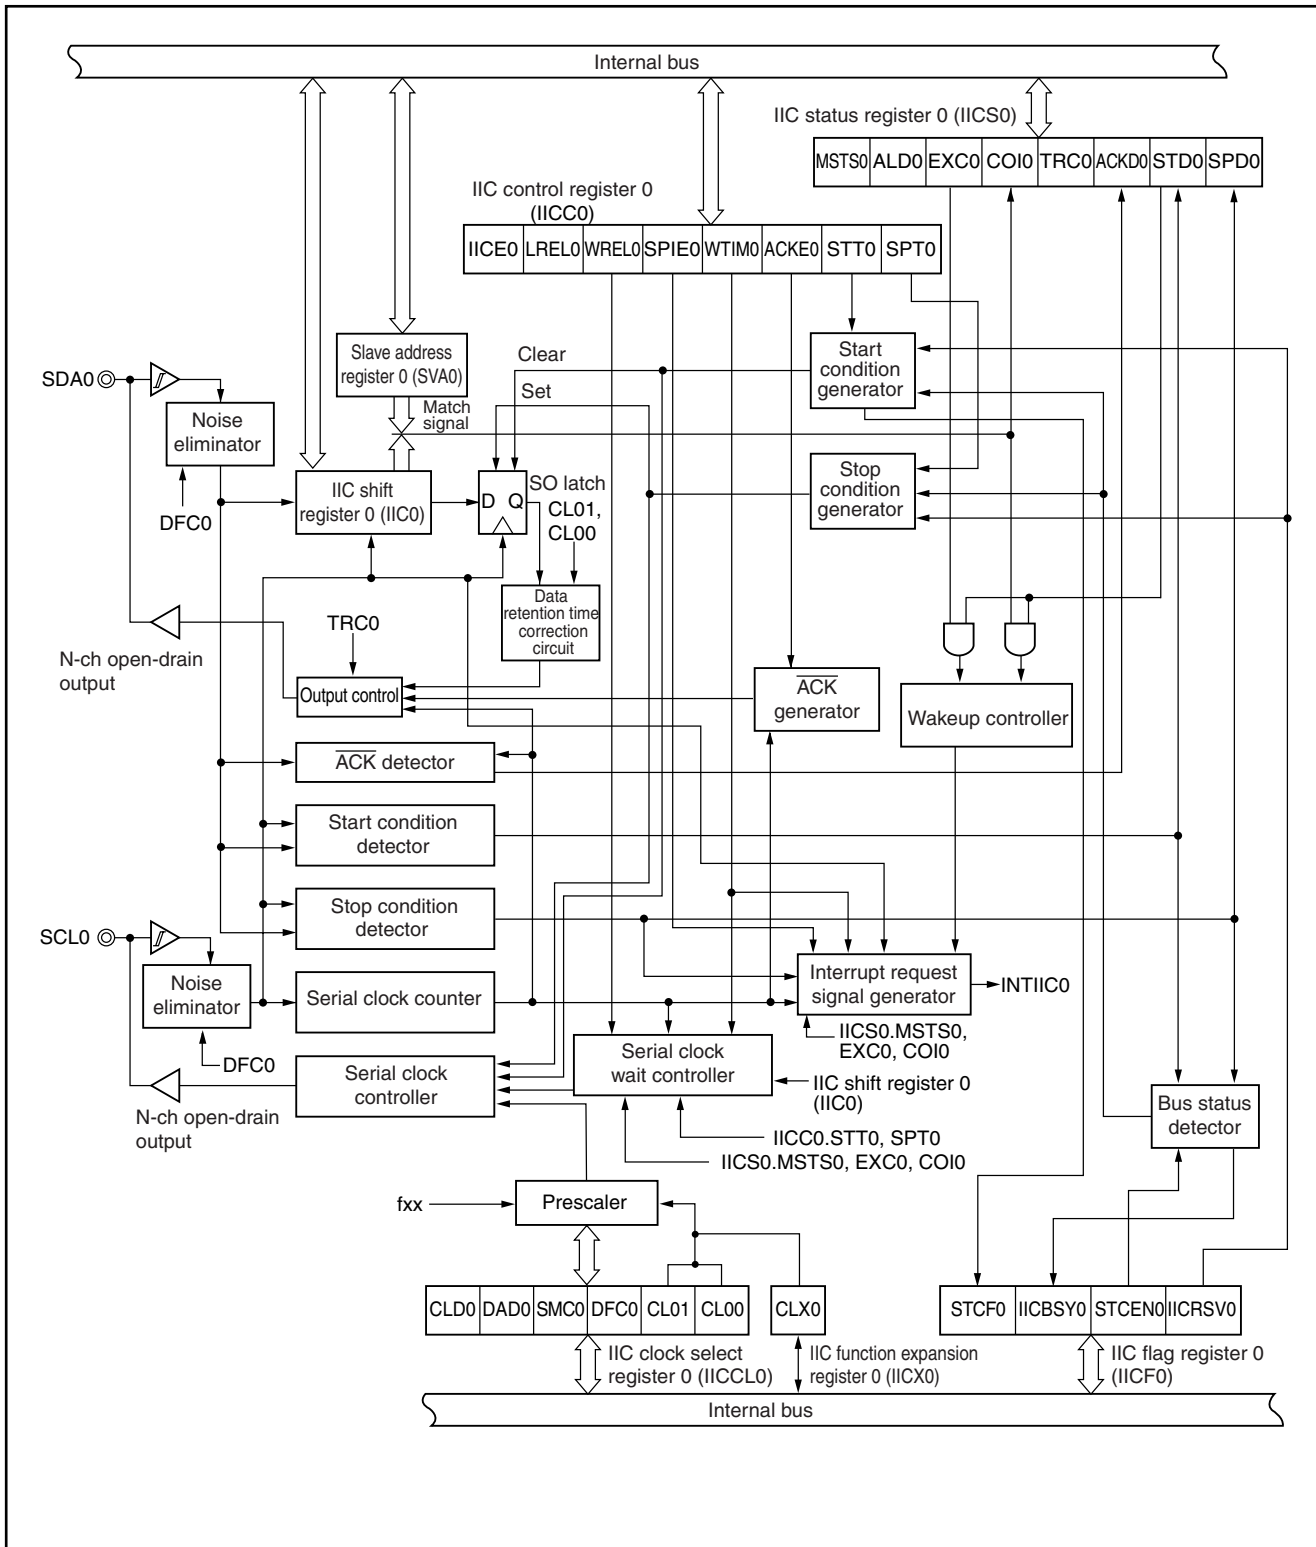 Internal bus
IIC status register 0 (IICS0)
MSTS0 ALD0 EXC0 COI0 TRC0 ACKD0 STD0 SPD0
IIC control register 0
(IICC0)
IICE0 LREL0 WREL0 SPIE0 WTIM0 ACKE0 STT0 SPT0
Slave address
register 0 (SVA0)
Clear
Start
condition
generator
SDA0
Set
Match
signal
Noise
eliminator
DFC0
IIC shift
register 0 (IIC0)
D Q
SO latch
CL01,
CL00
Stop
condition
generator
Data
retention time
correction
circuit
TRC0
N-ch open-drain
output
Output control
ACK
generator
Wakeup controller
ACK detector
Start condition
detector
Stop condition
detector
SCL0
Noise
eliminator
DFC0
Serial clock counter
Interrupt request
signal generator
INTIIC0
IICS0.MSTS0,
EXC0, COI0
Serial clock
controller
N-ch open-drain
output
Serial clock
wait controller
IIC shift register 0
(IIC0)
IICC0.STT0, SPT0
IICS0.MSTS0, EXC0, COI0
Bus status
detector
fxx
Prescaler
CLD0 DAD0 SMC0 DFC0 CL01 CL00
CLX0
STCF0 IICBSY0 STCEN0 IICRSV0
IIC clock select
register 0 (IICCL0)
IIC function expansion
register 0 (IICX0)
IIC flag register 0
(IICF0)
Internal bus